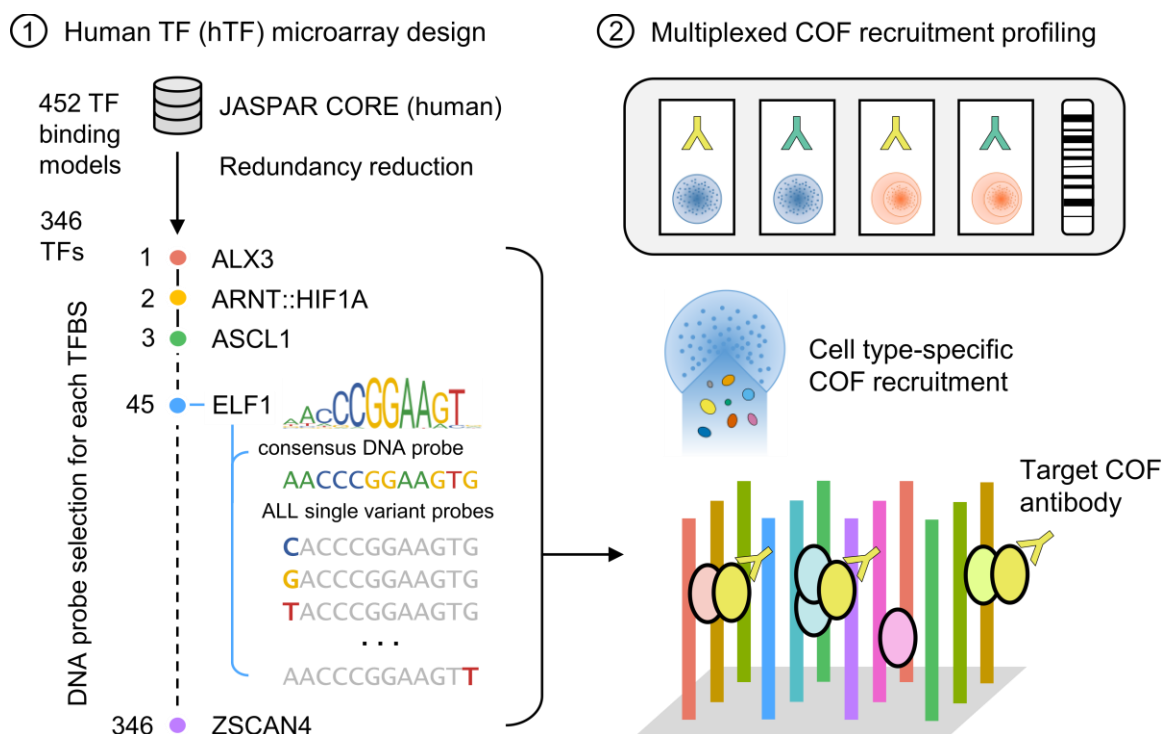 ① Human TF (hTF) microarray design
452 TF
binding
models
JASPAR CORE (human)
Redundancy reduction
346
TFs
DNA probe selection for each TFBS
1 ALX3
2 ARNT::HIF1A
3 ASCL1
45 ELF1
AACCCGGAAGT
consensus DNA probe
AACCCGGAAGTG
ALL single variant probes
CACCCGGAAGTG
GACCCGGAAGTG
TACCCGGAAGTG
...
AACCCGGAAGTT
346 ZSCAN4
② Multiplexed COF recruitment profiling
Cell type-specific
COF recruitment
Target COF
antibody